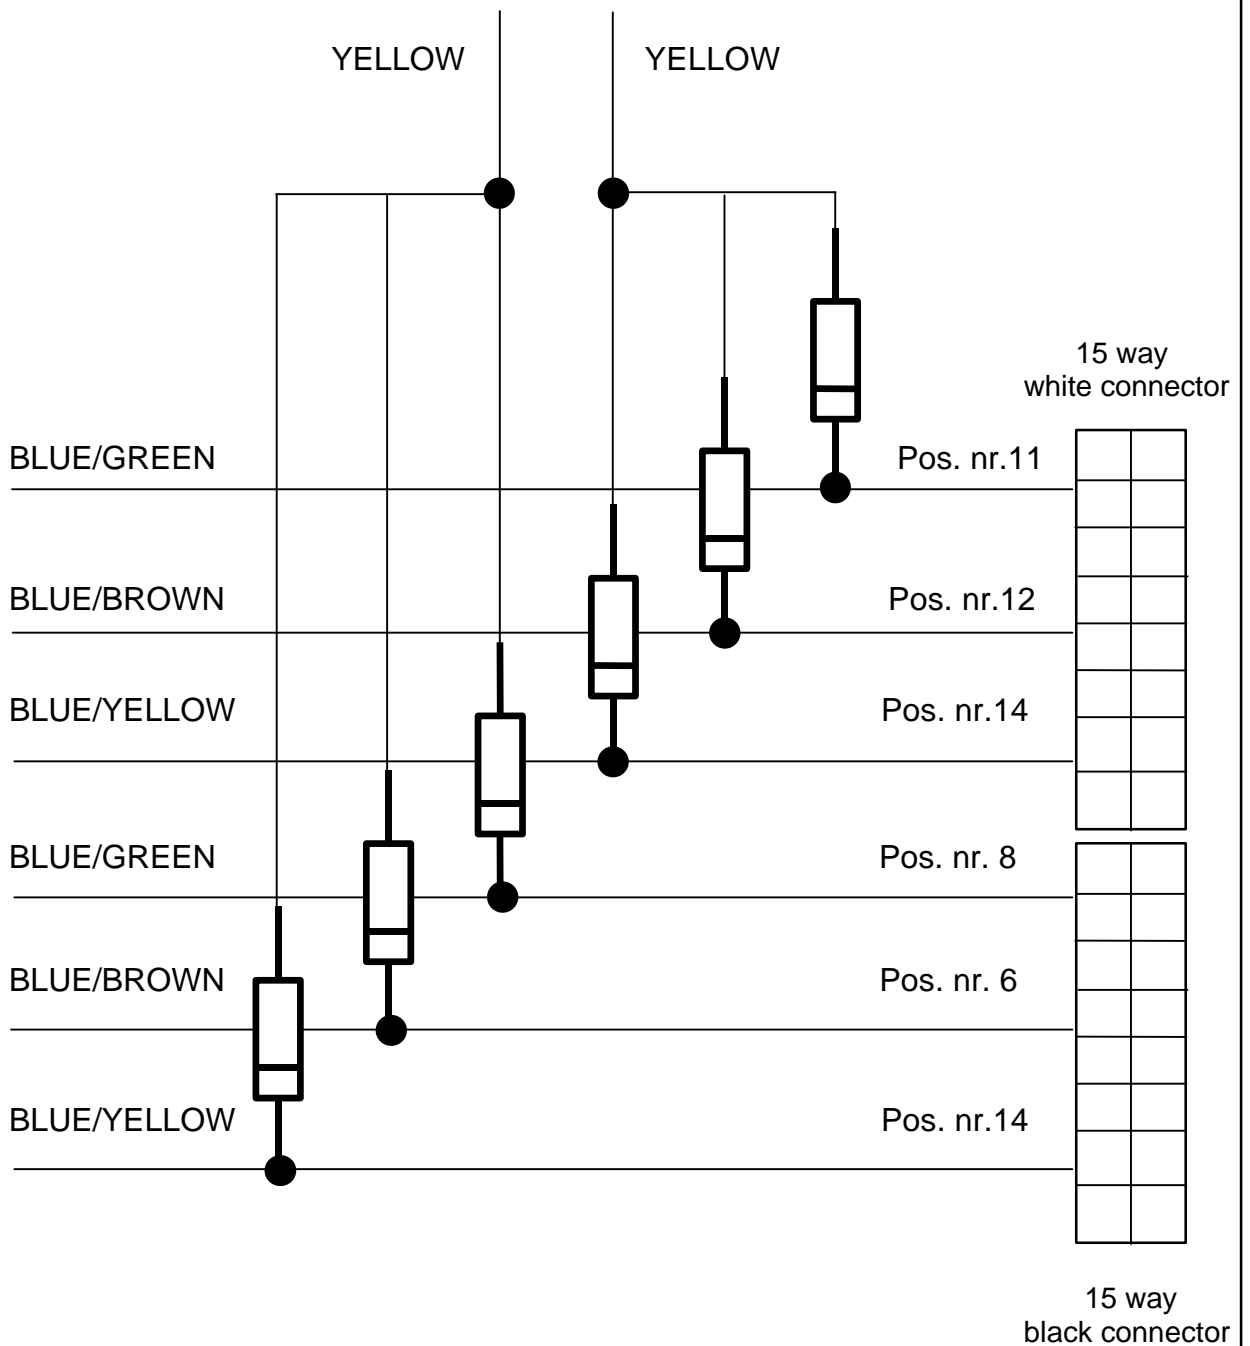 YELLOW YELLOW
15 way
white connector
BLUE/GREEN Pos. nr.11
BLUE/BROWN Pos. nr.12
BLUE/YELLOW Pos. nr.14
BLUE/GREEN Pos. nr. 8
BLUE/BROWN Pos. nr. 6
BLUE/YELLOW Pos. nr.14
15 way
black connector